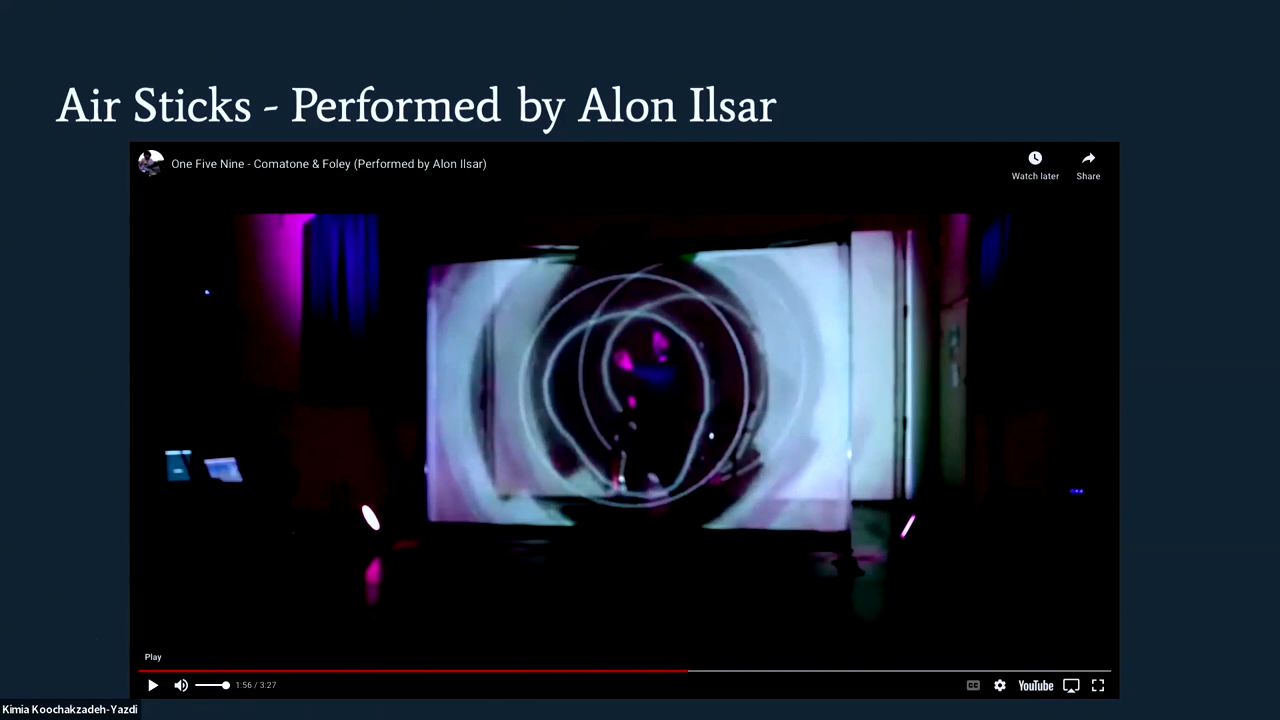 Air Sticks - Performed by Alon Ilsar
One Five Nine - Comatone & Foley (Performed by Alon Ilsar)
Watch later
Share
Play
1:56 / 3:27
CC
YouTube
Kimia Koochakzadeh-Yazdi